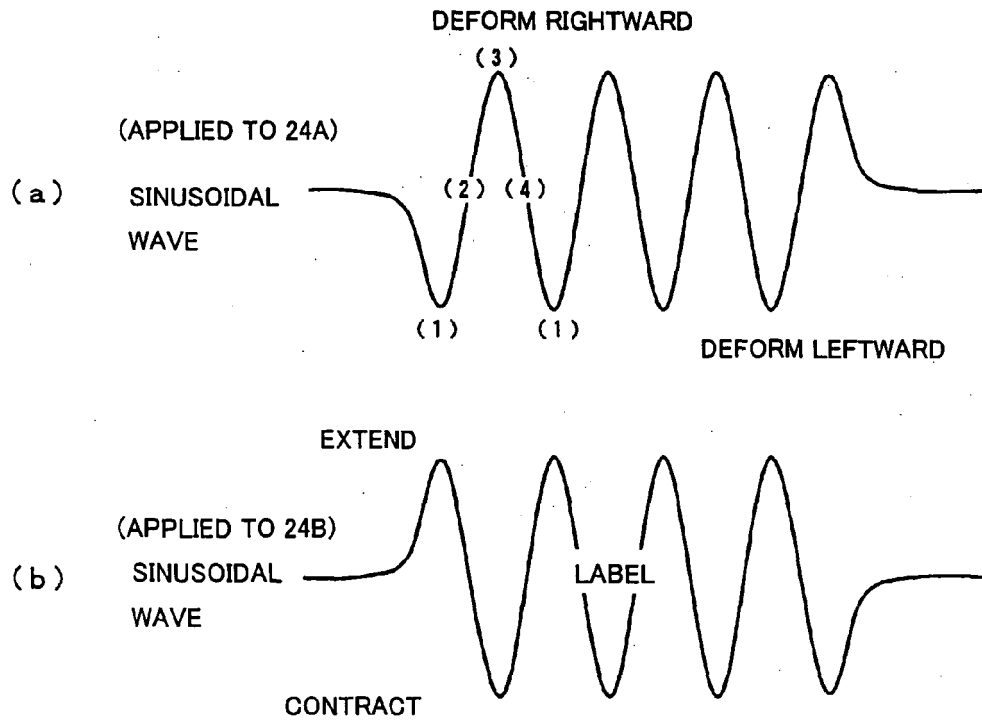 DEFORM RIGHTWARD
(3)
(APPLIED TO 24A)
(a)
SINUSOIDAL
WAVE
(2)
(4)
(1)
(1)
DEFORM LEFTWARD
EXTEND
(APPLIED TO 24B)
(b)
SINUSOIDAL
WAVE
LABEL
CONTRACT